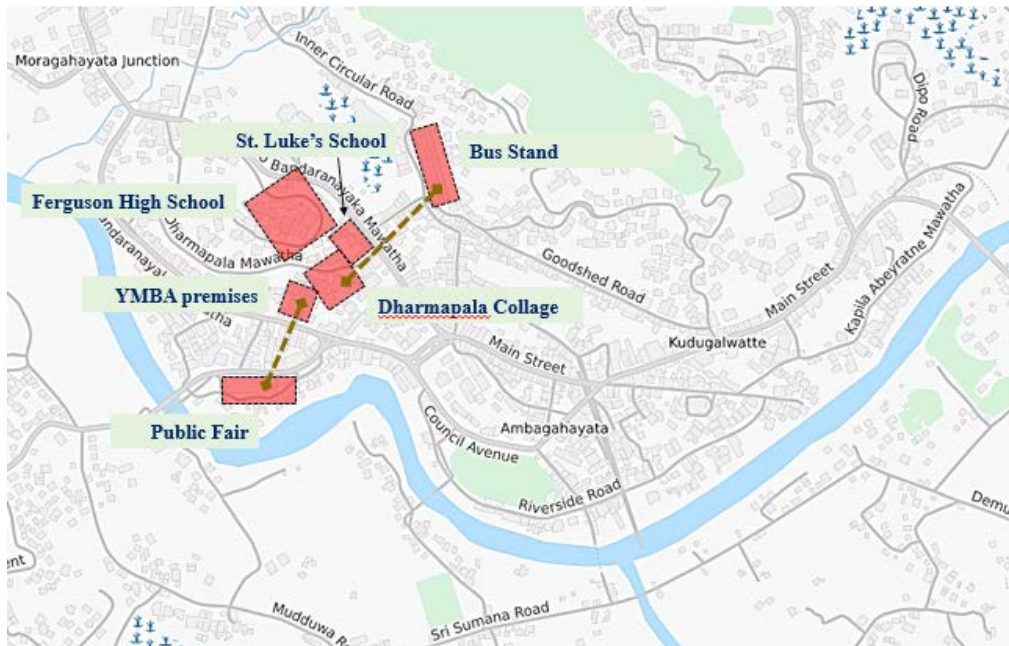 Inner Circular Road
Moragahayata Junction
Dipo Road
St. Luke's School
Bus Stand
Bandaranayaka Mawatha
Ferguson High School
Dharmapala Mawatha
Goodshed Road
Kapila Abeyratne Mawatha
YMBA premises
Dharmapala Collage
Main Street
Main Street
Kudugalwatte
Public Fair
Council Avenue
Ambagahayata
Riverside Road
Sri Sumana Road